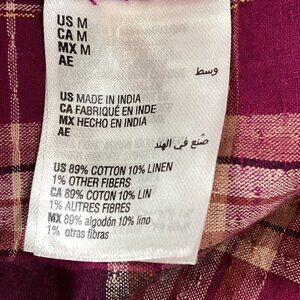 US M
CA M
MX M
AE
وسط
US MADE IN INDIA
CA FABRIQUÉ EN INDE
MX HECHO EN INDIA
AE
صنع في الهند
US 89% COTTON 10% LINEN
1% OTHER FIBERS
CA 89% COTON 10% LIN
1% AUTRES FIBRES
MX 89% algodón 10% lino
1% otras fibras